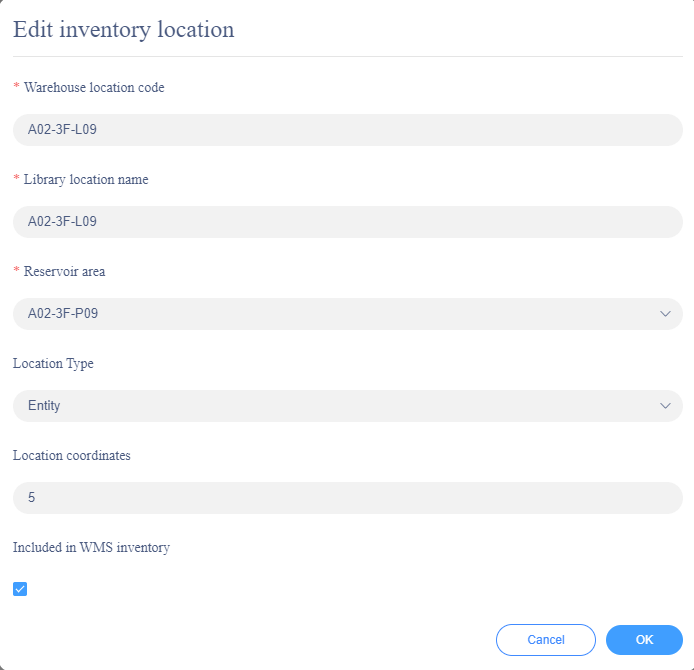 Edit inventory location
* Warehouse location code
A02-3F-L09
* Library location name
A02-3F-L09
* Reservoir area
A02-3F-P09
Location Type
Entity
Location coordinates
5
Included in WMS inventory
Cancel OK